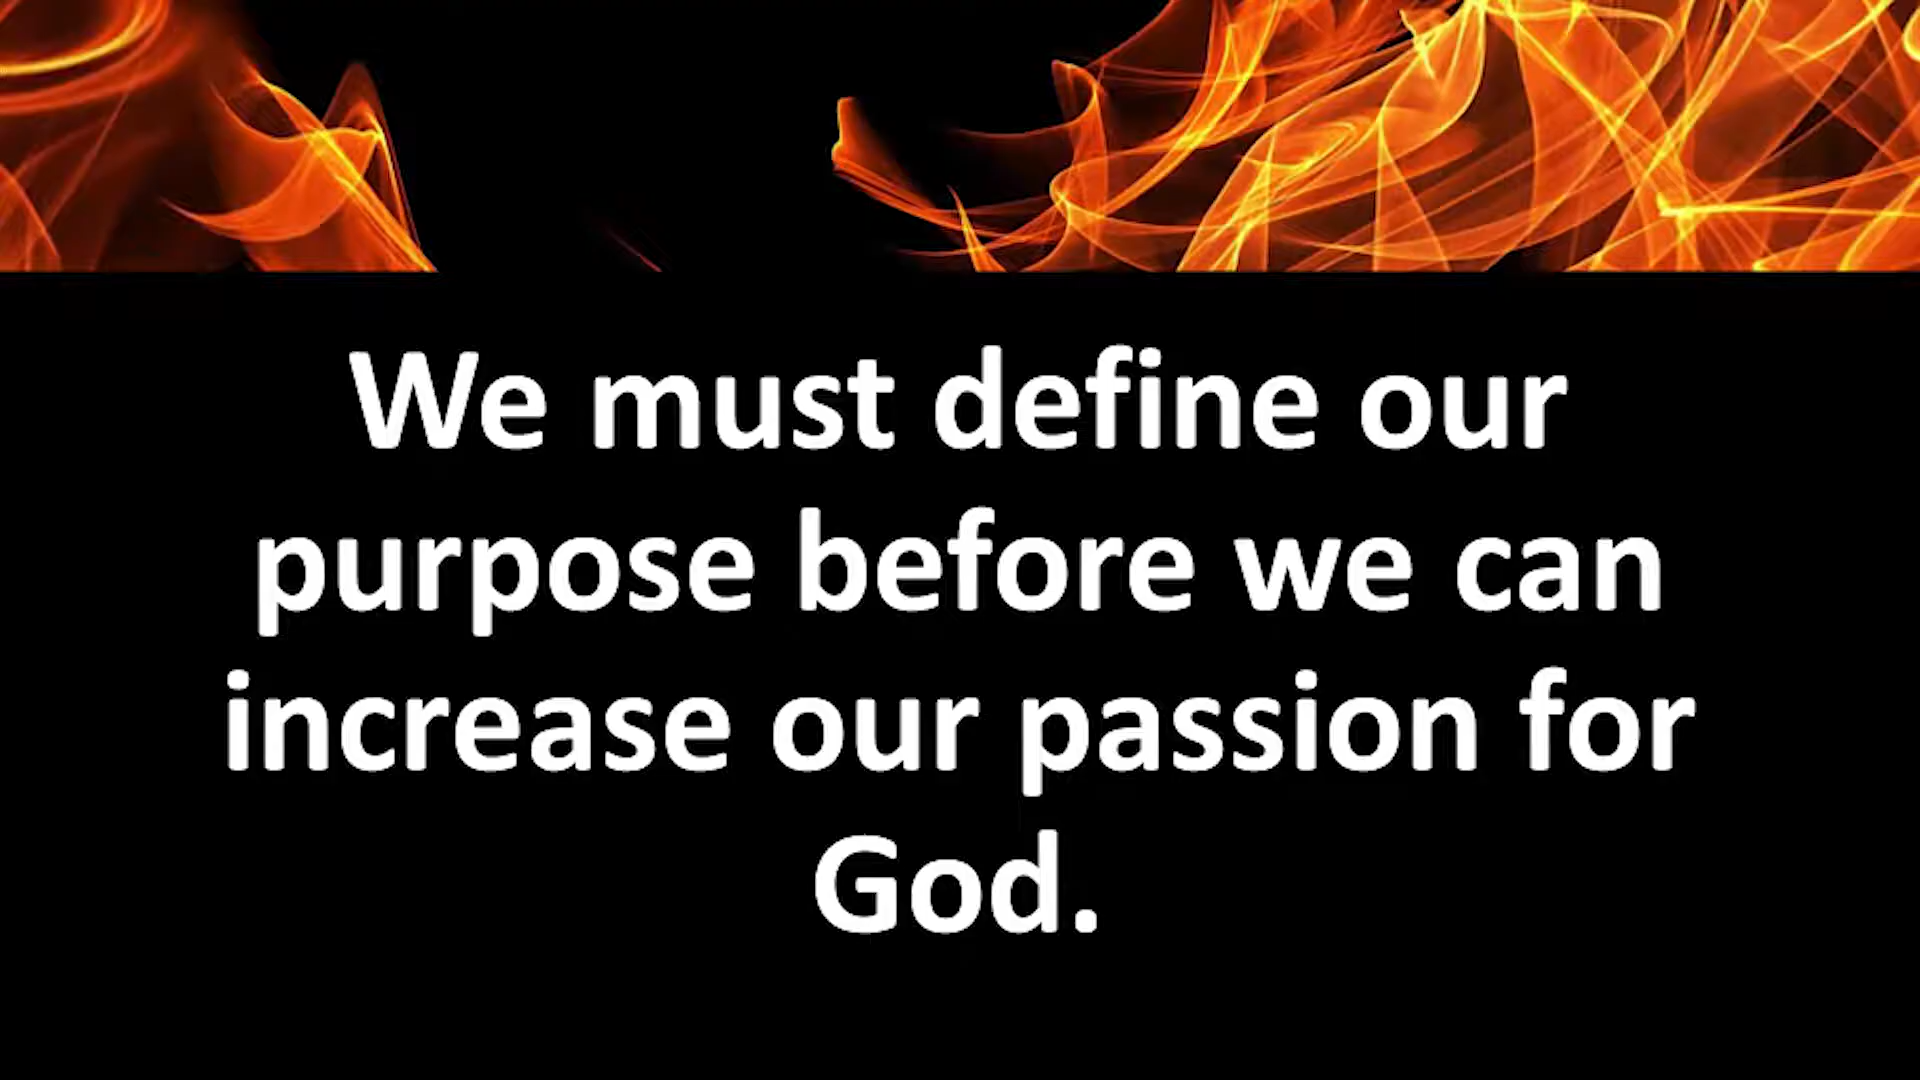 We must define our
purpose before we can
increase our passion for
God.